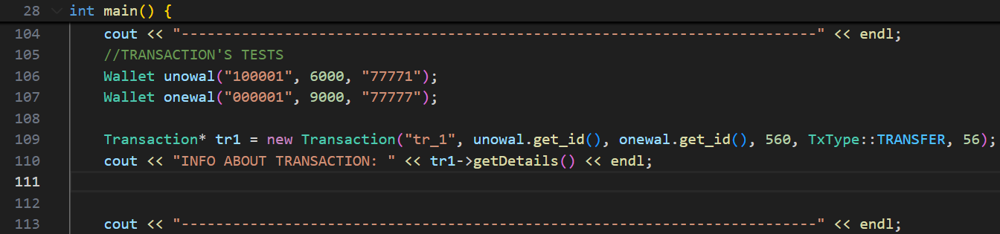 28 int main() {
104 cout << "---------------------------------------------------------------------------" << endl;
105 //TRANSACTION'S TESTS
106 Wallet unowal("100001", 6000, "77771");
107 Wallet onewal("000001", 9000, "77777");
108
109 Transaction* tr1 = new Transaction("tr_1", unowal.get_id(), onewal.get_id(), 560, TxType::TRANSFER, 56);
110 cout << "INFO ABOUT TRANSACTION: " << tr1->getDetails() << endl;
111
112
113 cout << "---------------------------------------------------------------------------" << endl;